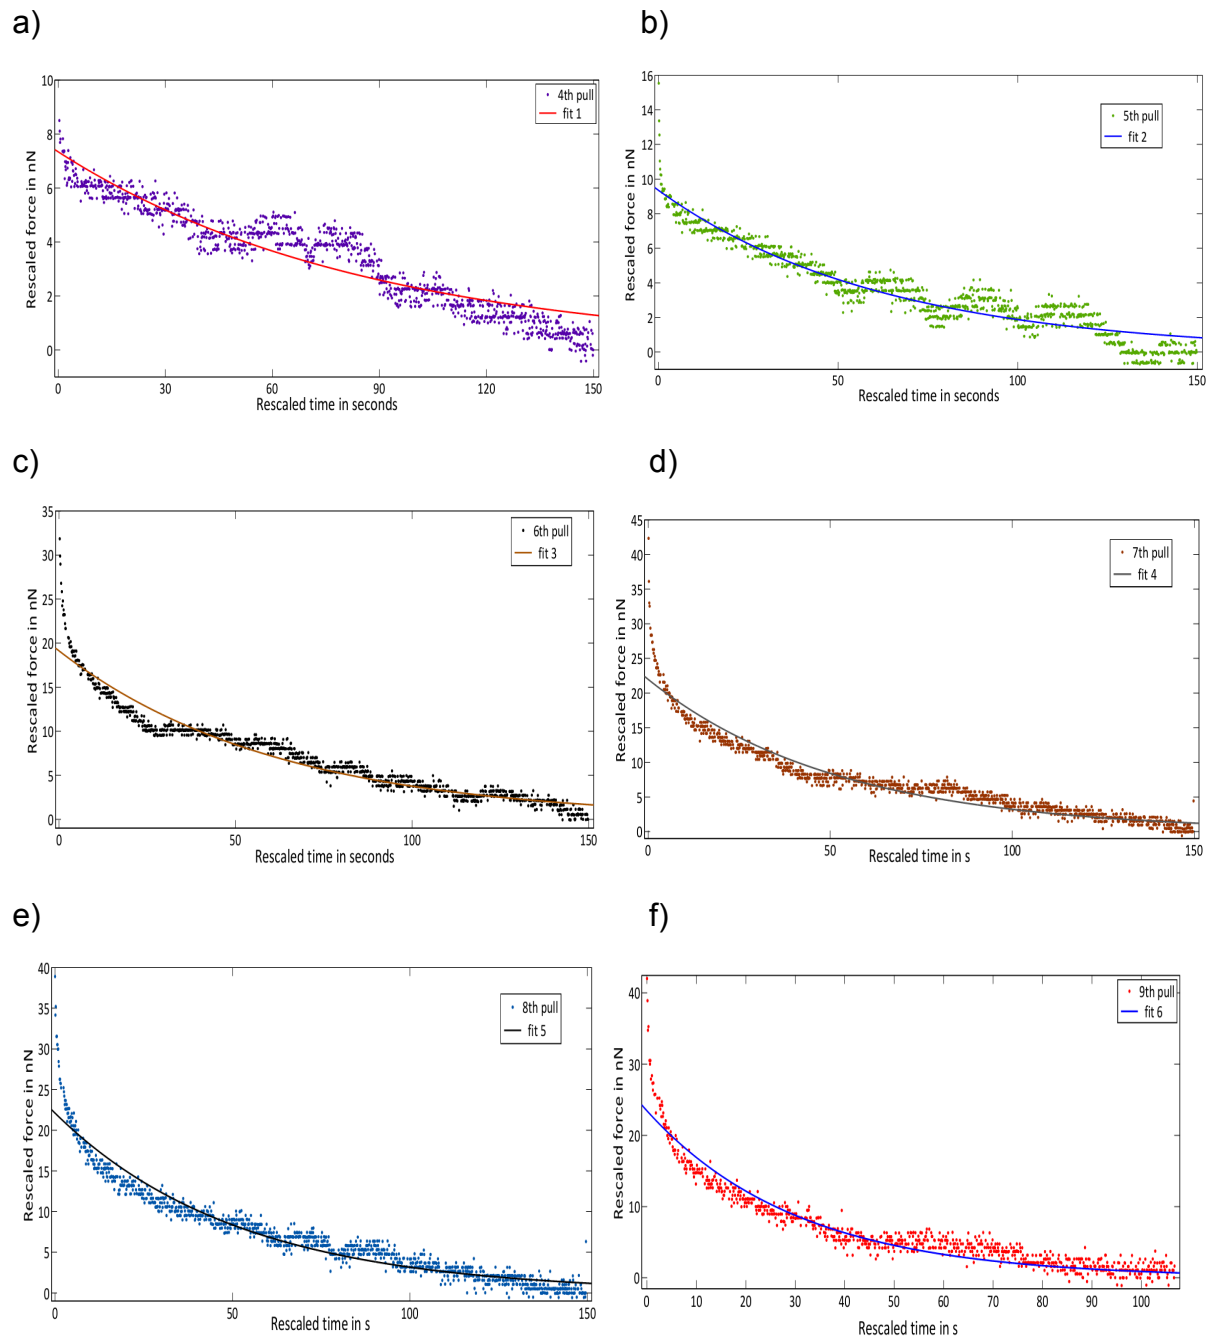 a)
10
8
6
4
2
0
0 30 60 90 120 150
Rescaled force in nN
Rescaled time in seconds
4th pull
fit 1
b)
16
14
12
10
8
6
4
2
0
0 50 100 150
Rescaled force in nN
Rescaled time in seconds
5th pull
fit 2
c)
35
30
25
20
15
10
5
0
0 50 100 150
Rescaled force in nN
Rescaled time in seconds
6th pull
fit 3
d)
45
40
35
30
25
20
15
10
5
0
0 50 100 150
Rescaled force in nN
Rescaled time in s
7th pull
fit 4
e)
40
35
30
25
20
15
10
5
0
0 50 100 150
Rescaled force in nN
Rescaled time in s
8th pull
fit 5
f)
40
30
20
10
0
0 10 20 30 40 50 60 70 80 90 100
Rescaled force in nN
Rescaled time in s
9th pull
fit 6